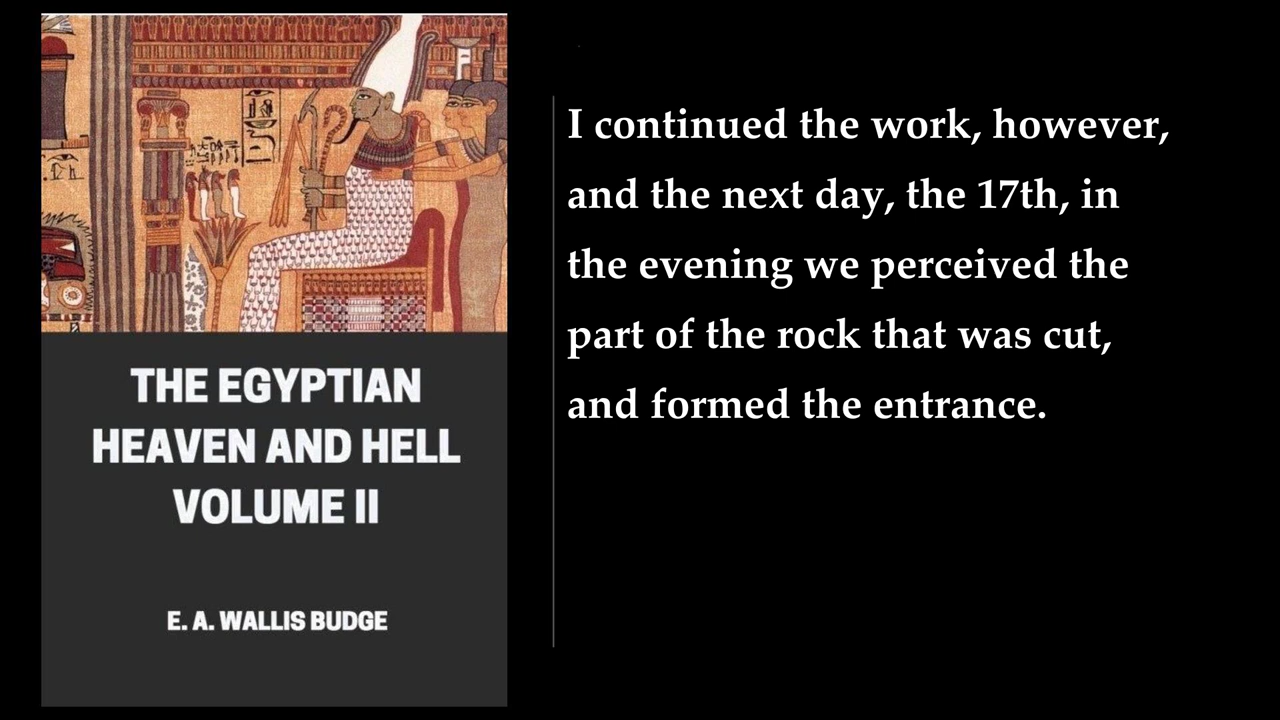 THE EGYPTIAN
HEAVEN AND HELL
VOLUME II
E. A. WALLIS BUDGE
I continued the work, however,
and the next day, the 17th, in
the evening we perceived the
part of the rock that was cut,
and formed the entrance.